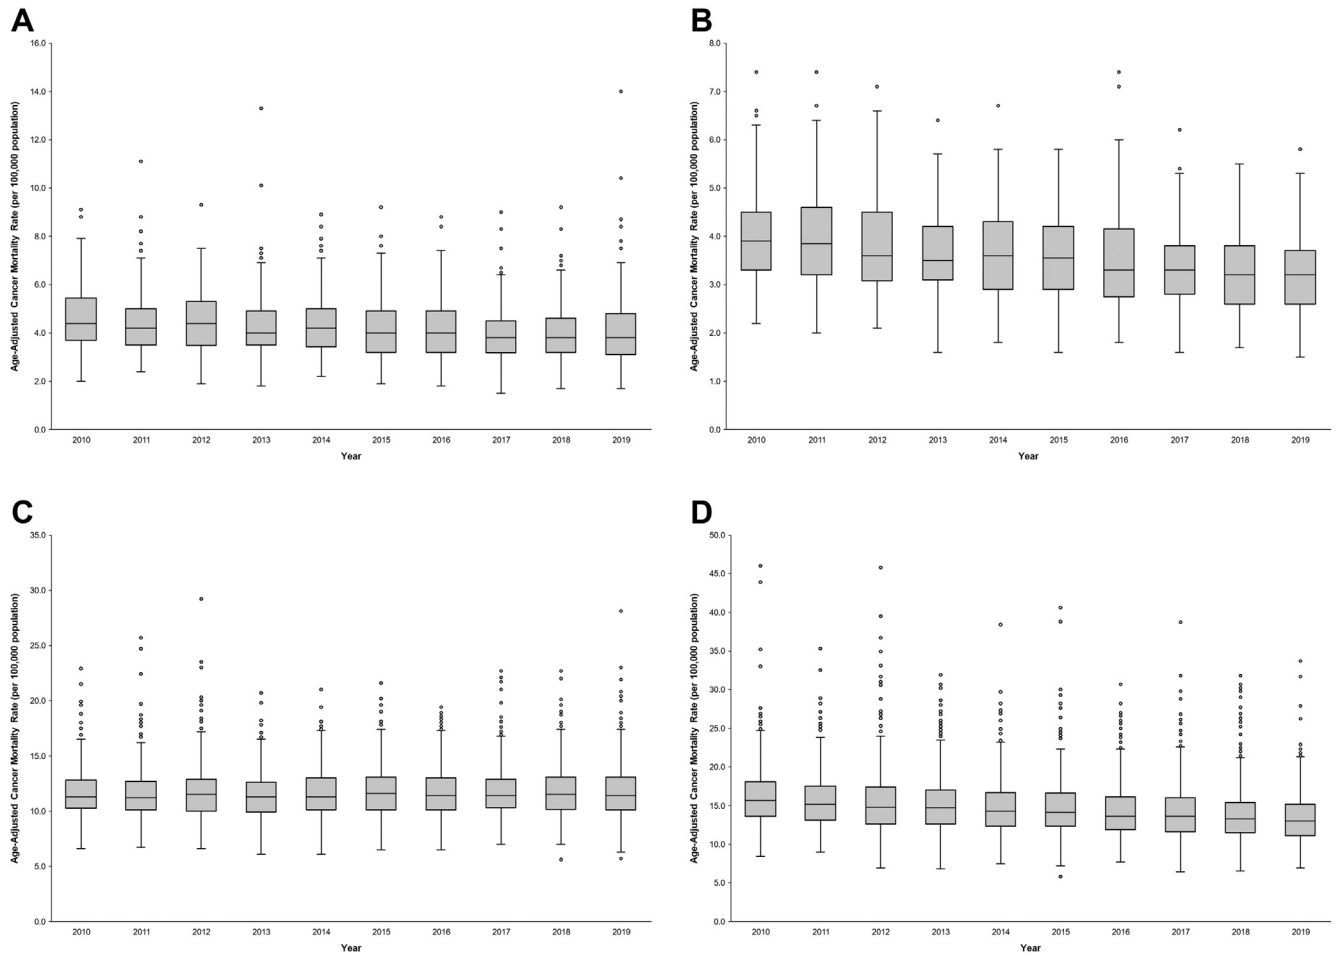 A
Age-Adjusted Cancer Mortality Rate (per 100,000 population)
16.0
14.0
12.0
10.0
8.0
6.0
4.0
2.0
0.0
2010 2011 2012 2013 2014 2015 2016 2017 2018 2019
Year
B
Age-Adjusted Cancer Mortality Rate (per 100,000 population)
8.0
7.0
6.0
5.0
4.0
3.0
2.0
1.0
0.0
2010 2011 2012 2013 2014 2015 2016 2017 2018 2019
Year
C
Age-Adjusted Cancer Mortality Rate (per 100,000 population)
35.0
30.0
25.0
20.0
15.0
10.0
5.0
0.0
2010 2011 2012 2013 2014 2015 2016 2017 2018 2019
Year
D
Age-Adjusted Cancer Mortality Rate (per 100,000 population)
50.0
45.0
40.0
35.0
30.0
25.0
20.0
15.0
10.0
5.0
0.0
2010 2011 2012 2013 2014 2015 2016 2017 2018 2019
Year